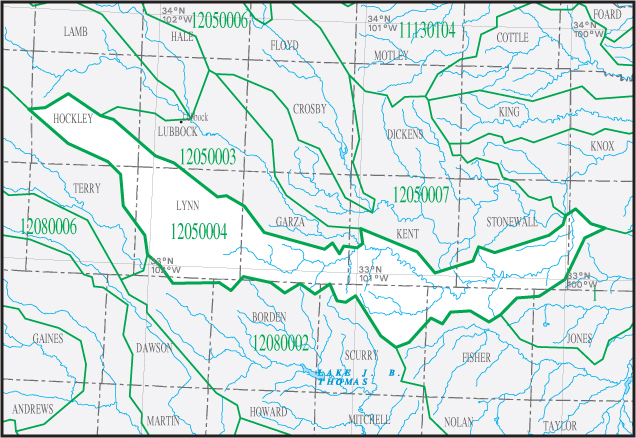 34°N
102°W
12050006
34°N
101°W
11130104
34°N
100°W
FOARD
LAMB
HALE
FLOYD
MOTLEY
COTTLE
HOCKLEY
Lubbock
LUBBOCK
CROSBY
DICKENS
KING
KNOX
12050003
TERRY
LYNN
12050007
12080006
12050004
GARZA
KENT
STONEWALL
33°N
102°W
33°N
101°W
33°N
100°W
1
BORDEN
12080002
GAINES
DAWSON
SCURRY
FISHER
JONES
LAKE J. B.
THOMAS
ANDREWS
MARTIN
HOWARD
MITCHELL
NOLAN
TAYLOR